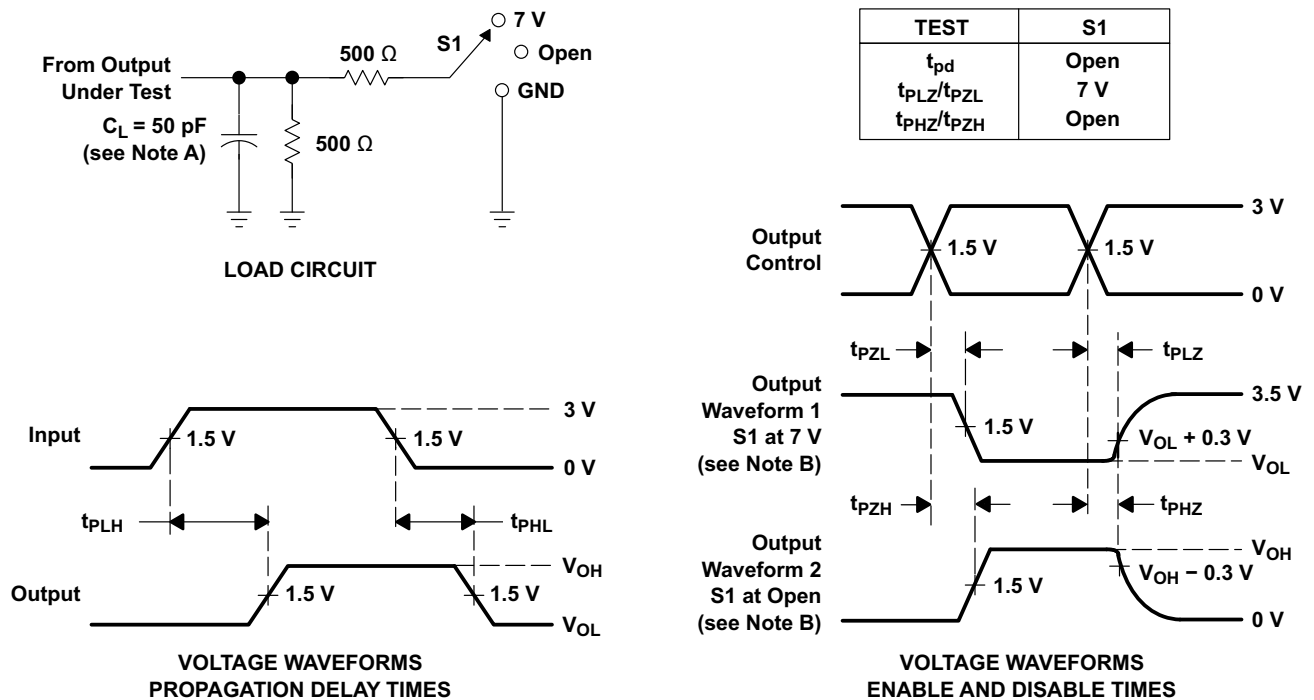 7 V
S1
Open
500 Ω
From Output
Under Test
GND
C_L = 50 pF
(see Note A)
500 Ω
LOAD CIRCUIT
TEST S1
t_pd Open
t_PLZ/t_PZL 7 V
t_PHZ/t_PZH Open
3 V
Output
Control
1.5 V 1.5 V
0 V
t_PZL t_PLZ
Output
Waveform 1
S1 at 7 V
(see Note B)
3.5 V
1.5 V
V_OL + 0.3 V
V_OL
t_PZH t_PHZ
Output
Waveform 2
S1 at Open
(see Note B)
V_OH
V_OH − 0.3 V
1.5 V
0 V
VOLTAGE WAVEFORMS
ENABLE AND DISABLE TIMES
3 V
Input 1.5 V 1.5 V
0 V
t_PLH t_PHL
V_OH
Output 1.5 V 1.5 V
V_OL
VOLTAGE WAVEFORMS
PROPAGATION DELAY TIMES